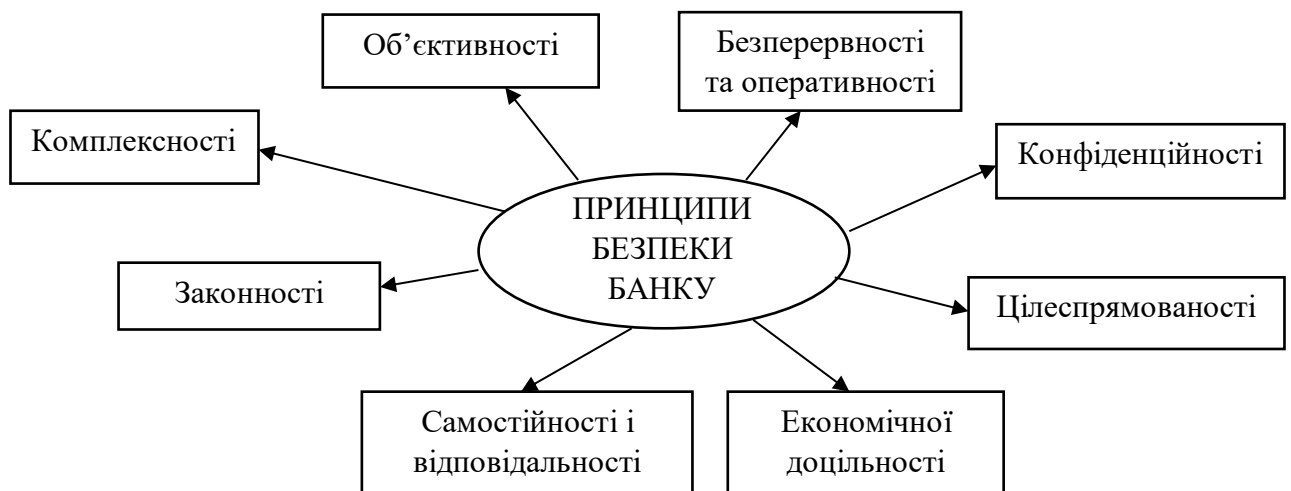 Об’єктивності
Безперервності
та оперативності
Комплексності
Конфіденційності
ПРИНЦИПИ
БЕЗПЕКИ
БАНКУ
Законності
Цілеспрямованості
Самостійності і
відповідальності
Економічної
доцільності